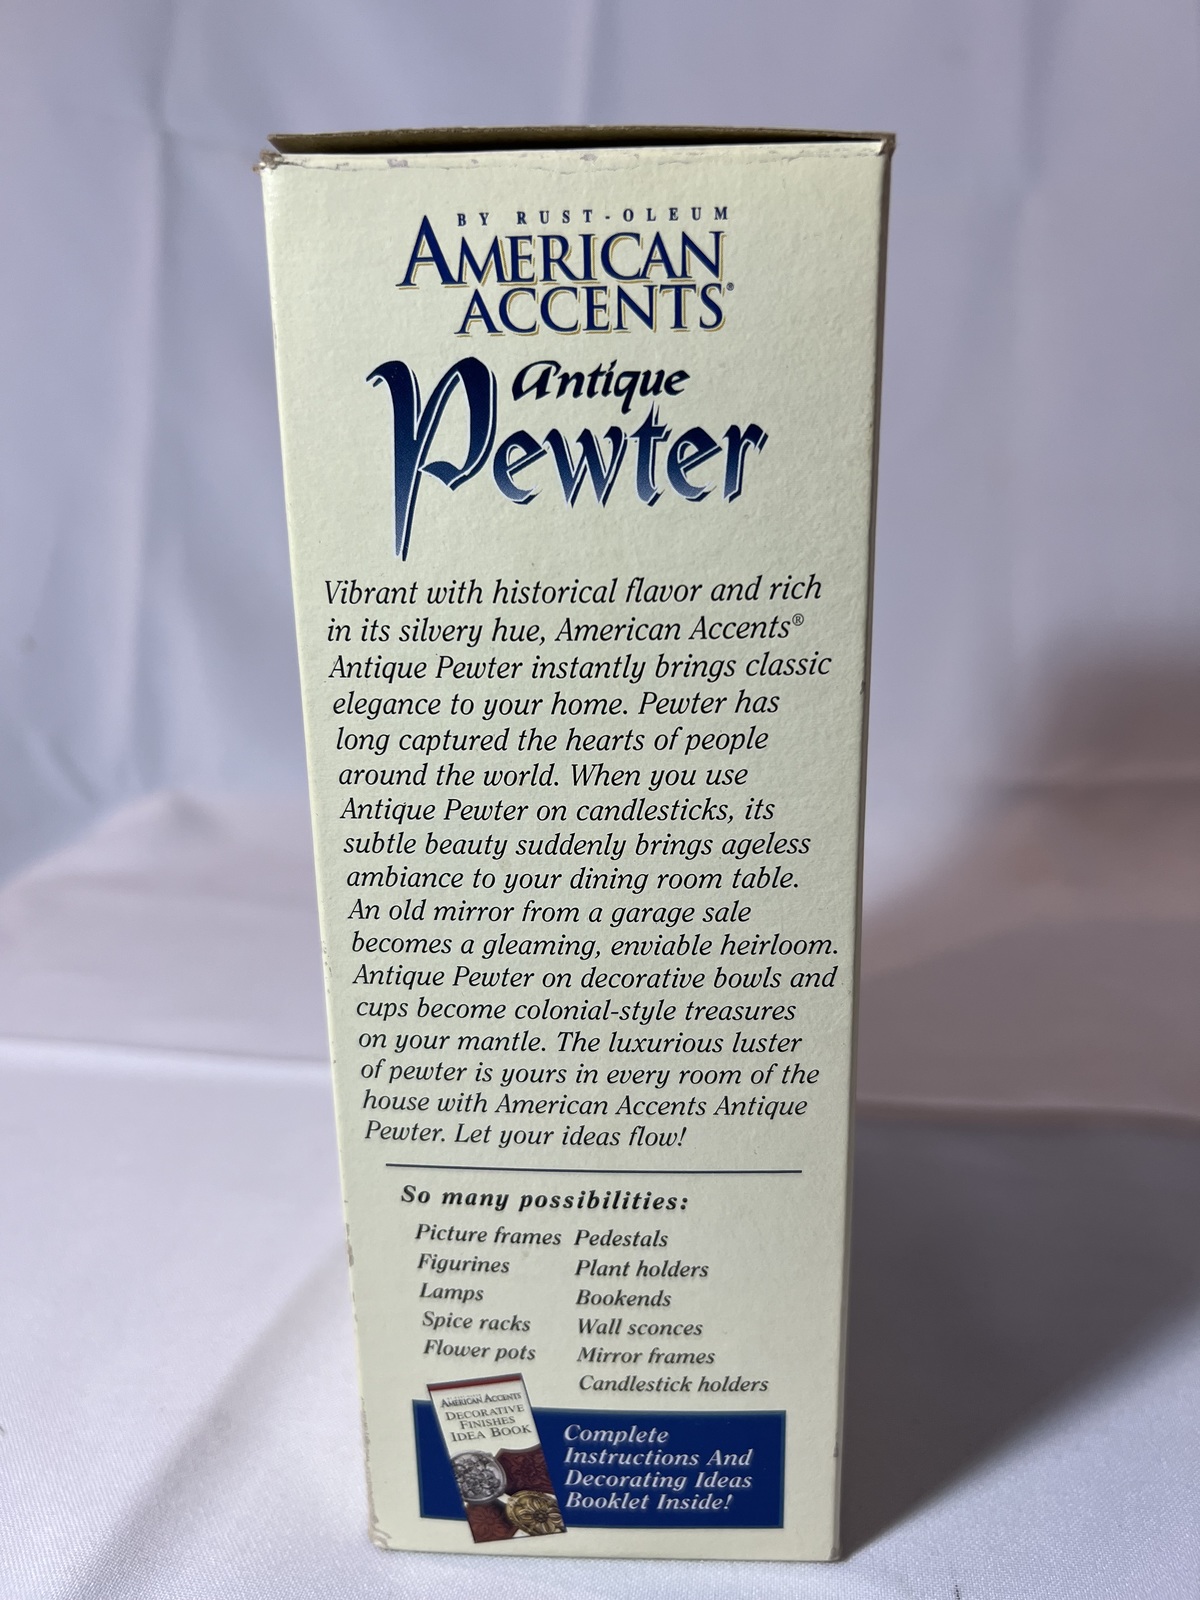 BY RUST-OLEUM
AMERICAN
ACCENTS®
Antique
Pewter
Vibrant with historical flavor and rich
in its silvery hue, American Accents®
Antique Pewter instantly brings classic
elegance to your home. Pewter has
long captured the hearts of people
around the world. When you use
Antique Pewter on candlesticks, its
subtle beauty suddenly brings ageless
ambiance to your dining room table.
An old mirror from a garage sale
becomes a gleaming, enviable heirloom.
Antique Pewter on decorative bowls and
cups become colonial-style treasures
on your mantle. The luxurious luster
of pewter is yours in every room of the
house with American Accents Antique
Pewter. Let your ideas flow!
So many possibilities:
Picture frames
Figurines
Lamps
Spice racks
Flower pots
Pedestals
Plant holders
Bookends
Wall sconces
Mirror frames
Candlestick holders
AMERICAN ACCENTS
DECORATIVE
FINISHES
IDEA BOOK
Complete
Instructions And
Decorating Ideas
Booklet Inside!